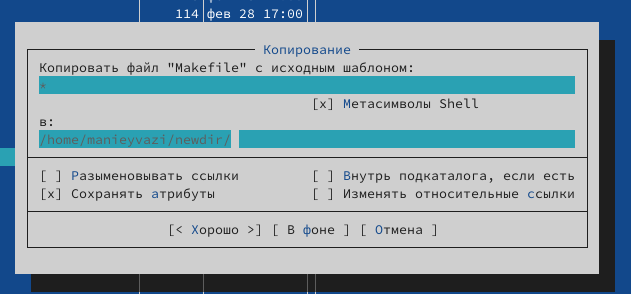 114 фев 28 17:00
Копирование
Копировать файл "Makefile" с исходным шаблоном:
*
[x] Метасимволы Shell
в:
/home/manieyvazi/newdir/
[ ] Разыменовывать ссылки [ ] Внутрь подкаталога, если есть
[x] Сохранять атрибуты [ ] Изменять относительные ссылки
[< Хорошо >] [ В фоне ] [ Отмена ]